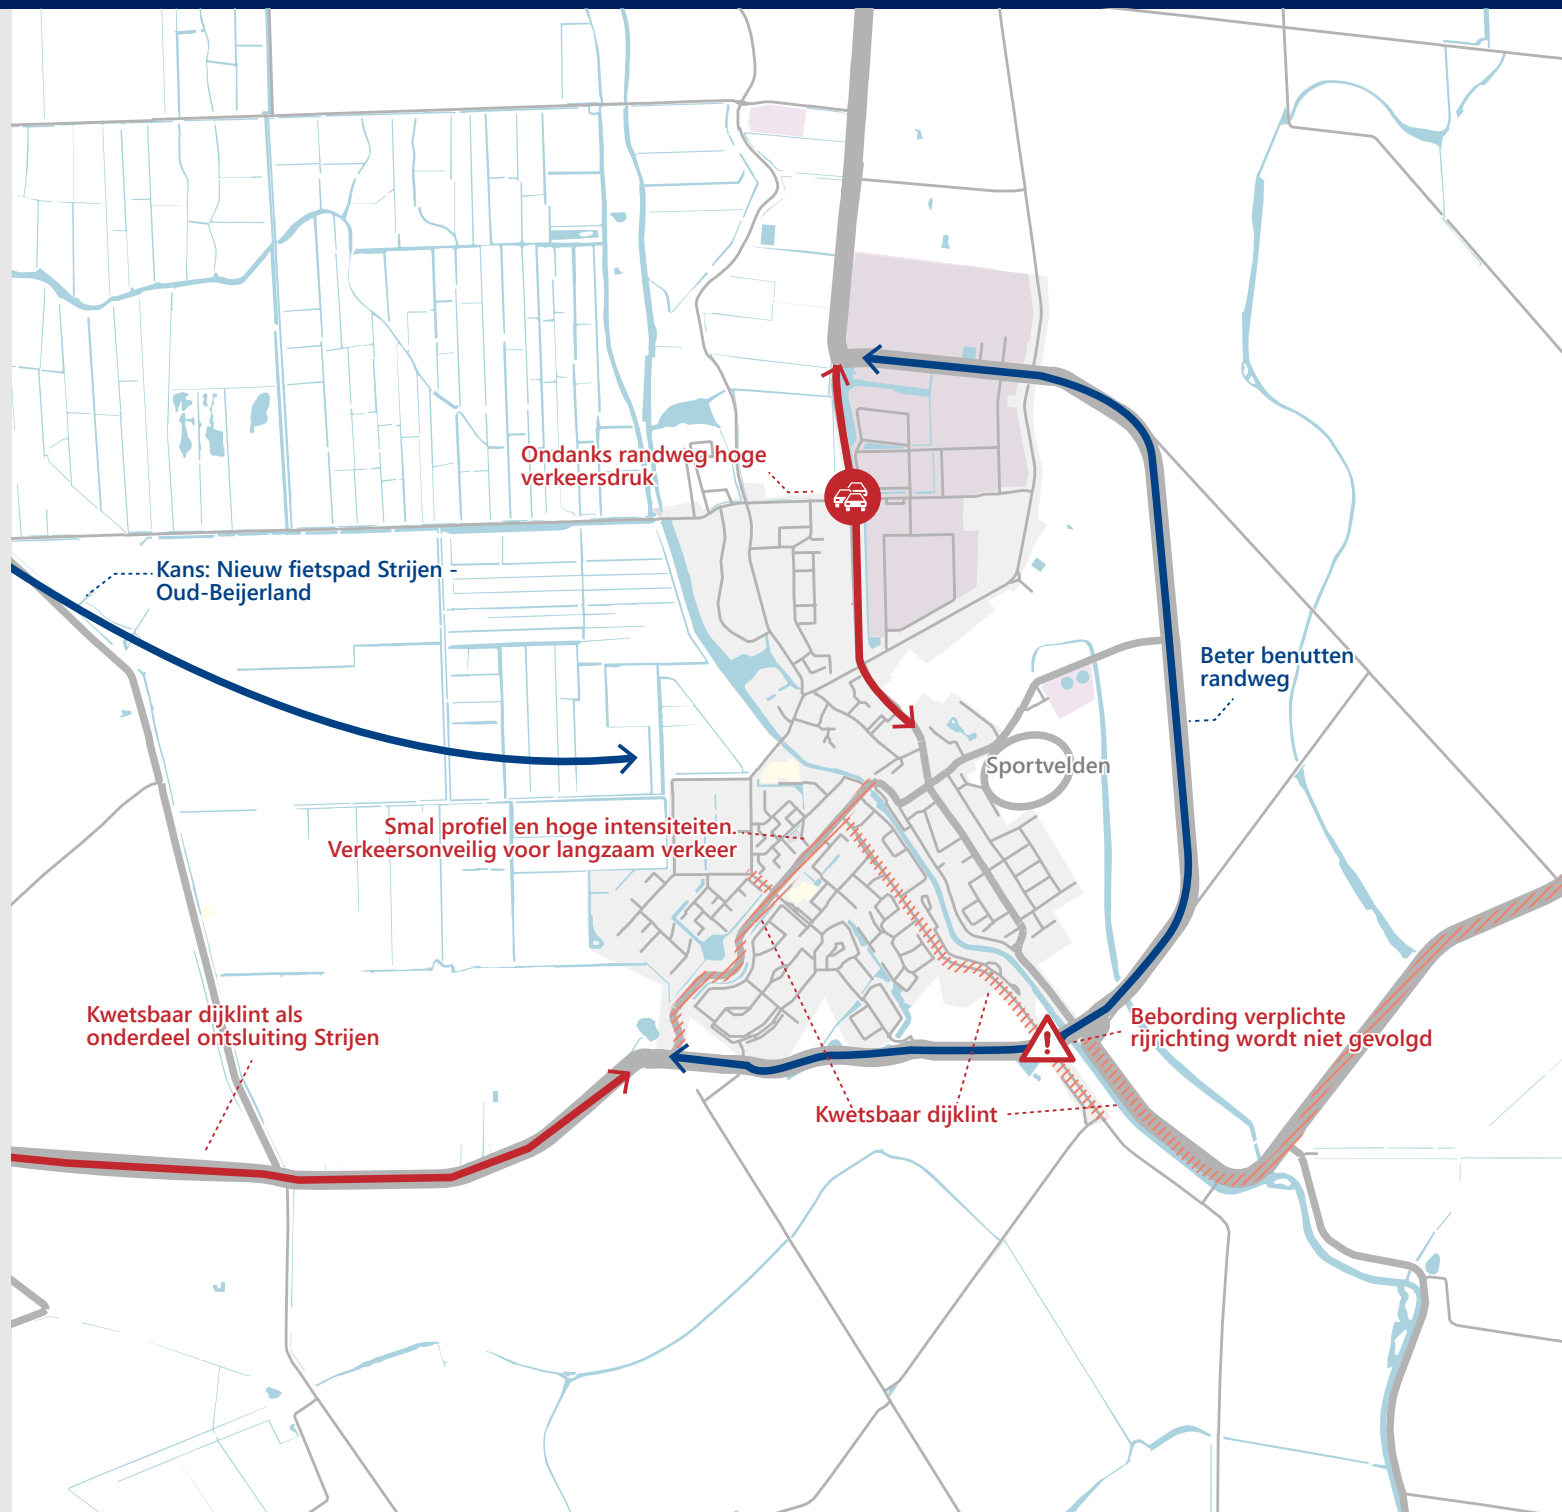 Ondanks randweg hoge
verkeersdruk
Kans: Nieuw fietspad Strijen -
Oud-Beijerland
Beter benutten
randweg
Sportvelden
Smal profiel en hoge intensiteiten.
Verkeersonveilig voor langzaam verkeer
Kwetsbaar dijklint als
onderdeel ontsluiting Strijen
Bebording verplichte
rijrichting wordt niet gevolgd
Kwetsbaar dijklint